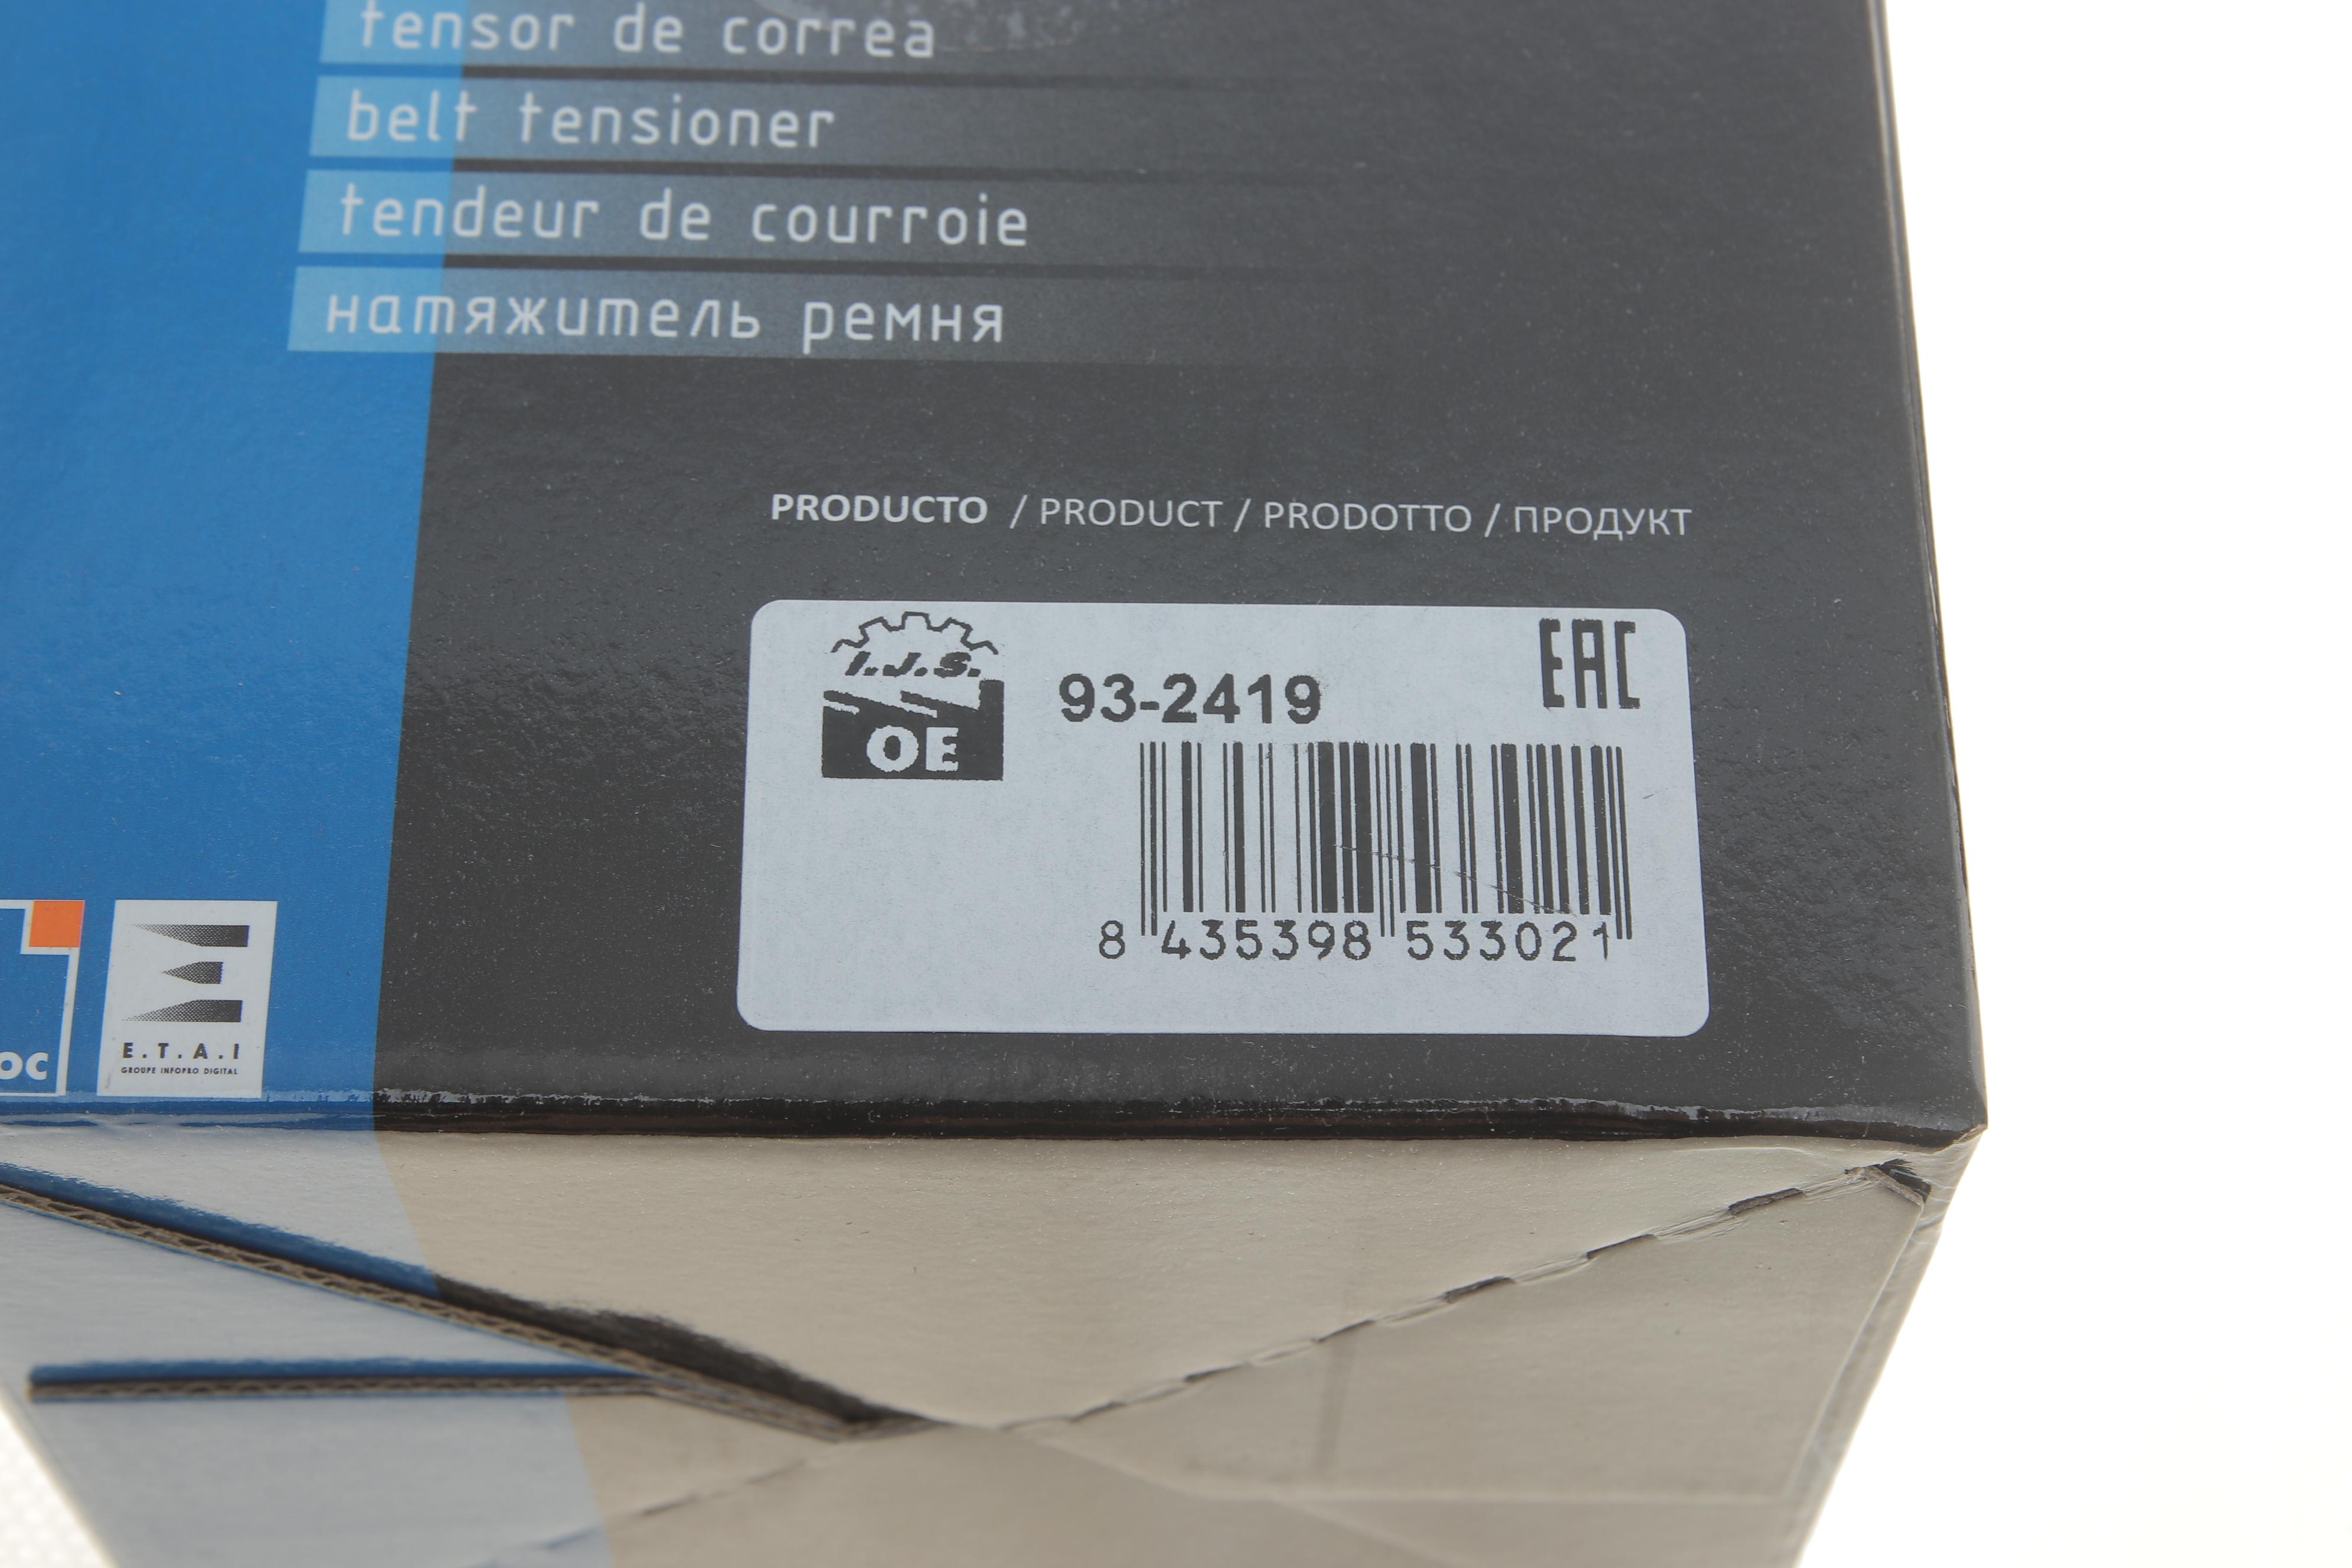 tensor de correa
belt tensioner
tendeur de courroie
натяжитель ремня
PRODUCTO / PRODUCT / PRODOTTO / ПРОДУКТ
I.J.S.
OE
93-2419
EAC
8 435398 533021
oc
E.T.A.I
GROUPE INFOPRO DIGITAL